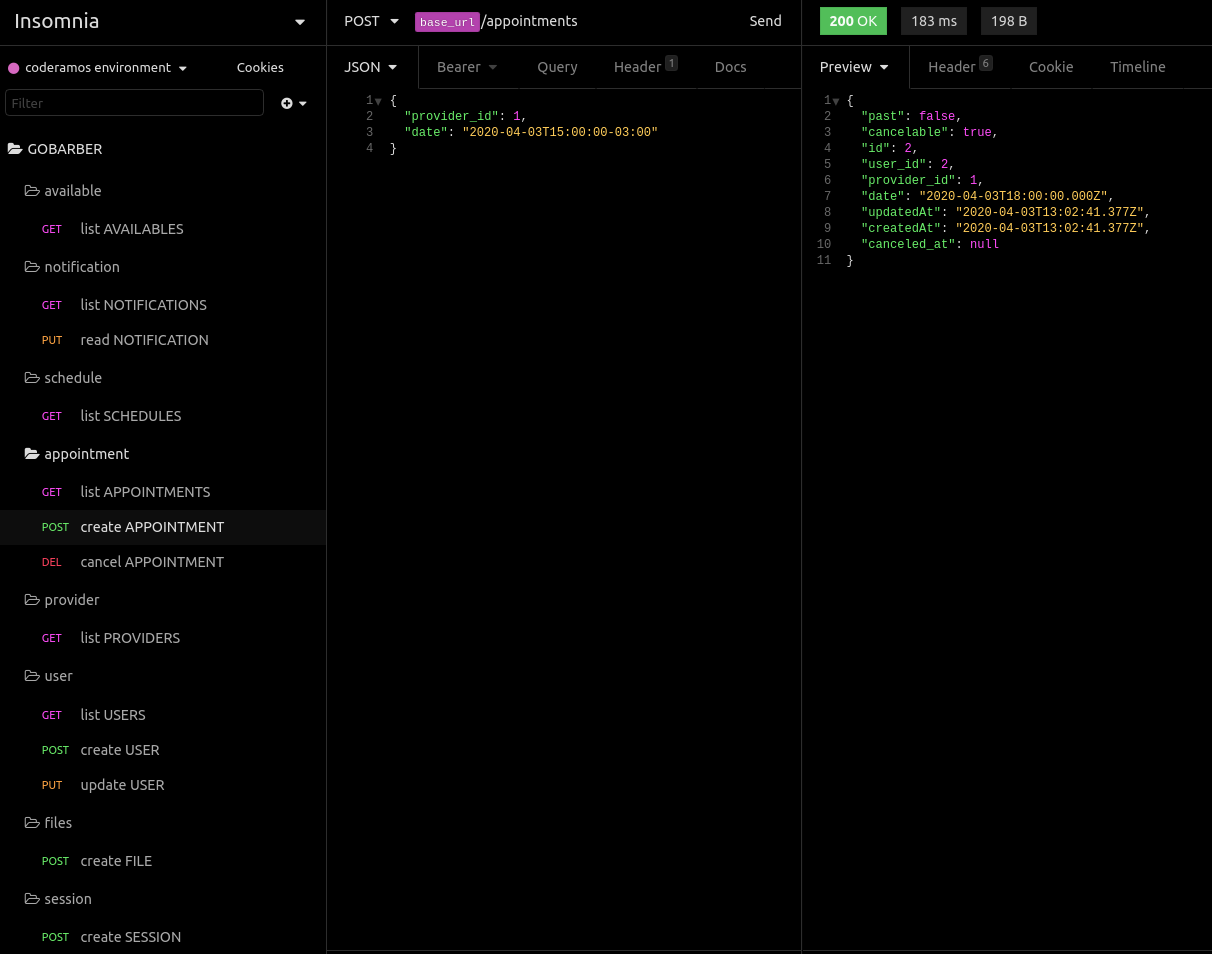 Insomnia
coderamos environment Cookies
Filter
GOBARBER
available
GET list AVAILABLES
notification
GET list NOTIFICATIONS
PUT read NOTIFICATION
schedule
GET list SCHEDULES
appointment
GET list APPOINTMENTS
POST create APPOINTMENT
DEL cancel APPOINTMENT
provider
GET list PROVIDERS
user
GET list USERS
POST create USER
PUT update USER
files
POST create FILE
session
POST create SESSION
POST base_url/appointments Send
JSON Bearer Query Header 1 Docs
1 {
2 "provider_id": 1,
3 "date": "2020-04-03T15:00:00-03:00"
4 }
200 OK 183 ms 198 B
Preview Header 6 Cookie Timeline
1 {
2 "past": false,
3 "cancelable": true,
4 "id": 2,
5 "user_id": 2,
6 "provider_id": 1,
7 "date": "2020-04-03T18:00:00.000Z",
8 "updatedAt": "2020-04-03T13:02:41.377Z",
9 "createdAt": "2020-04-03T13:02:41.377Z",
10 "canceled_at": null
11 }